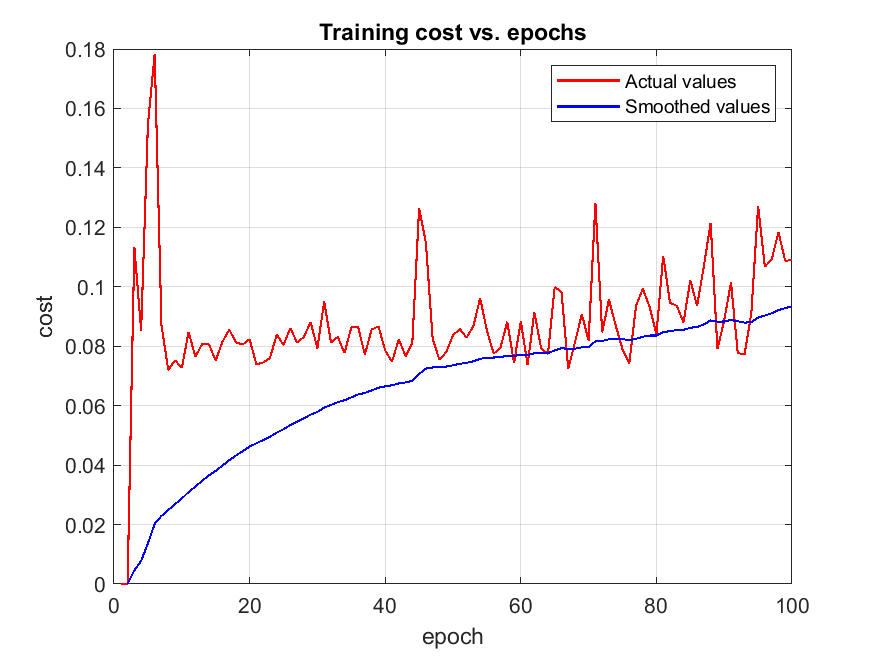 Training cost vs. epochs
Actual values
Smoothed values
0.18
0.16
0.14
0.12
0.1
0.08
0.06
0.04
0.02
0
cost
0 20 40 60 80 100
epoch